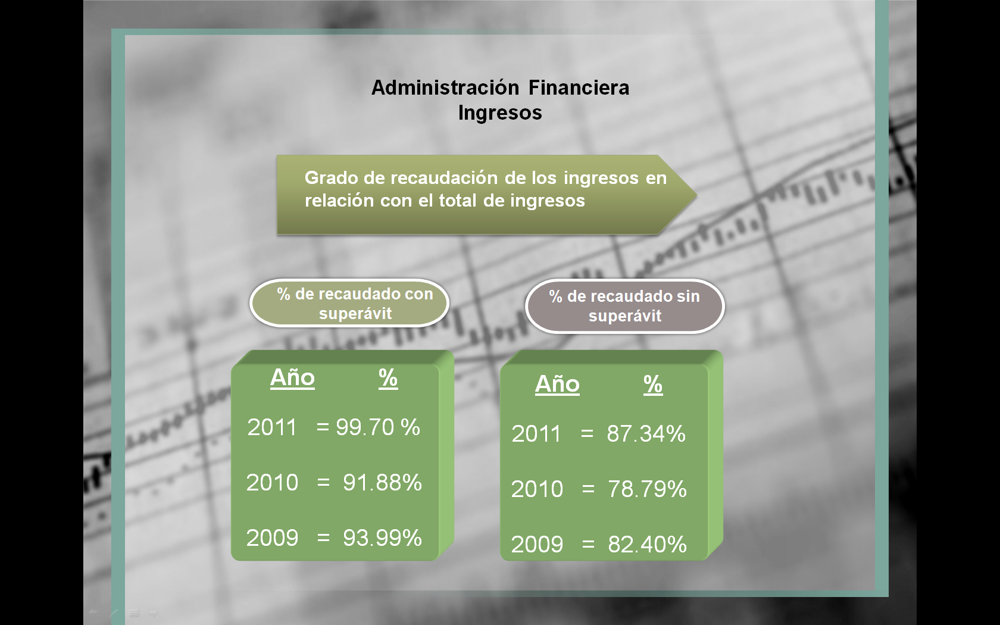 Administración Financiera
Ingresos
Grado de recaudación de los ingresos en
relación con el total de ingresos
% de recaudado con
superávit
% de recaudado sin
superávit
Año %
2011 = 99.70 %
2010 = 91.88%
2009 = 93.99%
Año %
2011 = 87.34%
2010 = 78.79%
2009 = 82.40%